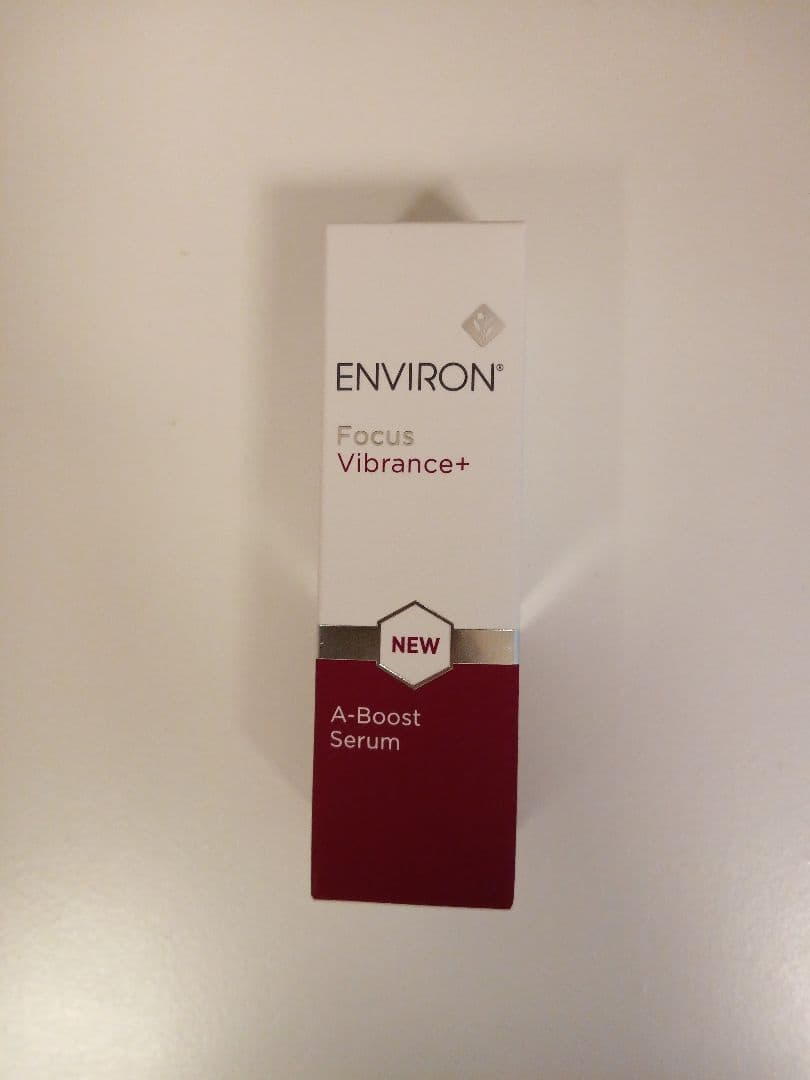 ENVIRON®
Focus
Vibrance+
NEW
A-Boost
Serum